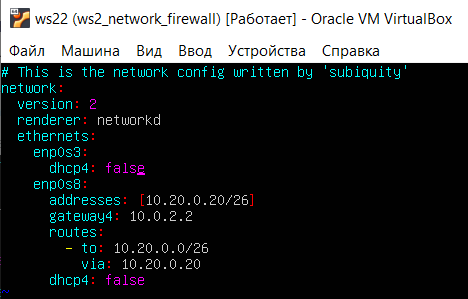 ws22 (ws2_network_firewall) [Работает] - Oracle VM VirtualBox
Файл Машина Вид Ввод Устройства Справка
# This is the network config written by 'subiquity'
network:
  version: 2
  renderer: networkd
  ethernets:
    enp0s3:
      dhcp4: false
    enp0s8:
      addresses: [10.20.0.20/26]
      gateway4: 10.0.2.2
      routes:
        - to: 10.20.0.0/26
          via: 10.20.0.20
      dhcp4: false
~